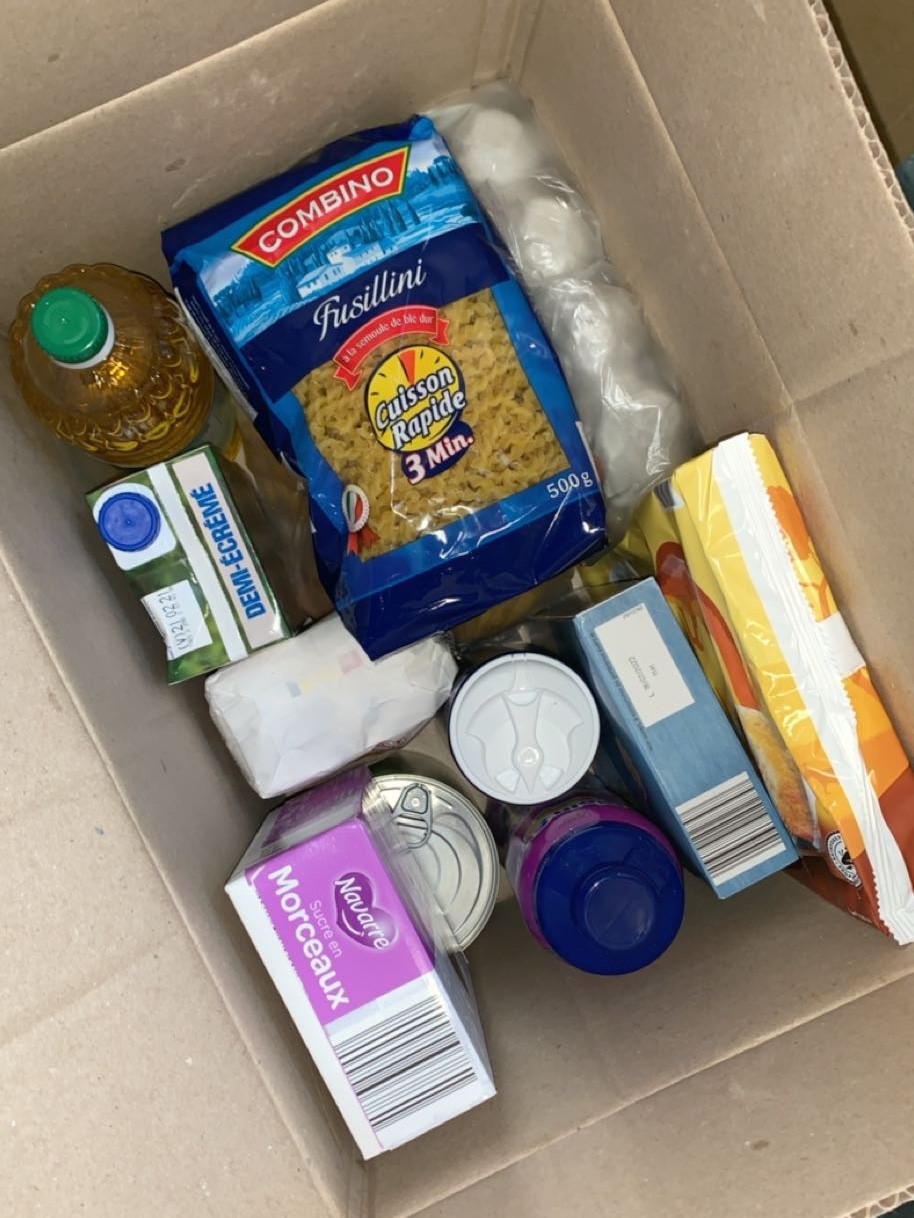 COMBINO
Fusillini
à la semoule de blé dur
Cuisson
Rapide
3 Min.
500g
DEMI-ÉCRÉMÉ
Navarre
Sucre en
Morceaux